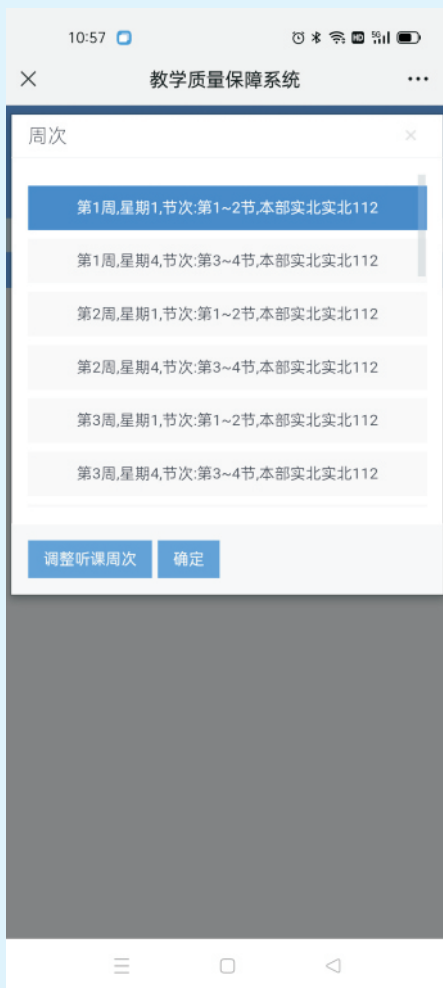 10:57
HD 5G
教学质量保障系统
周次
第1周,星期1,节次:第1~2节,本部实北实北112
第1周,星期4,节次:第3~4节,本部实北实北112
第2周,星期1,节次:第1~2节,本部实北实北112
第2周,星期4,节次:第3~4节,本部实北实北112
第3周,星期1,节次:第1~2节,本部实北实北112
第3周,星期4,节次:第3~4节,本部实北实北112
调整听课周次 确定